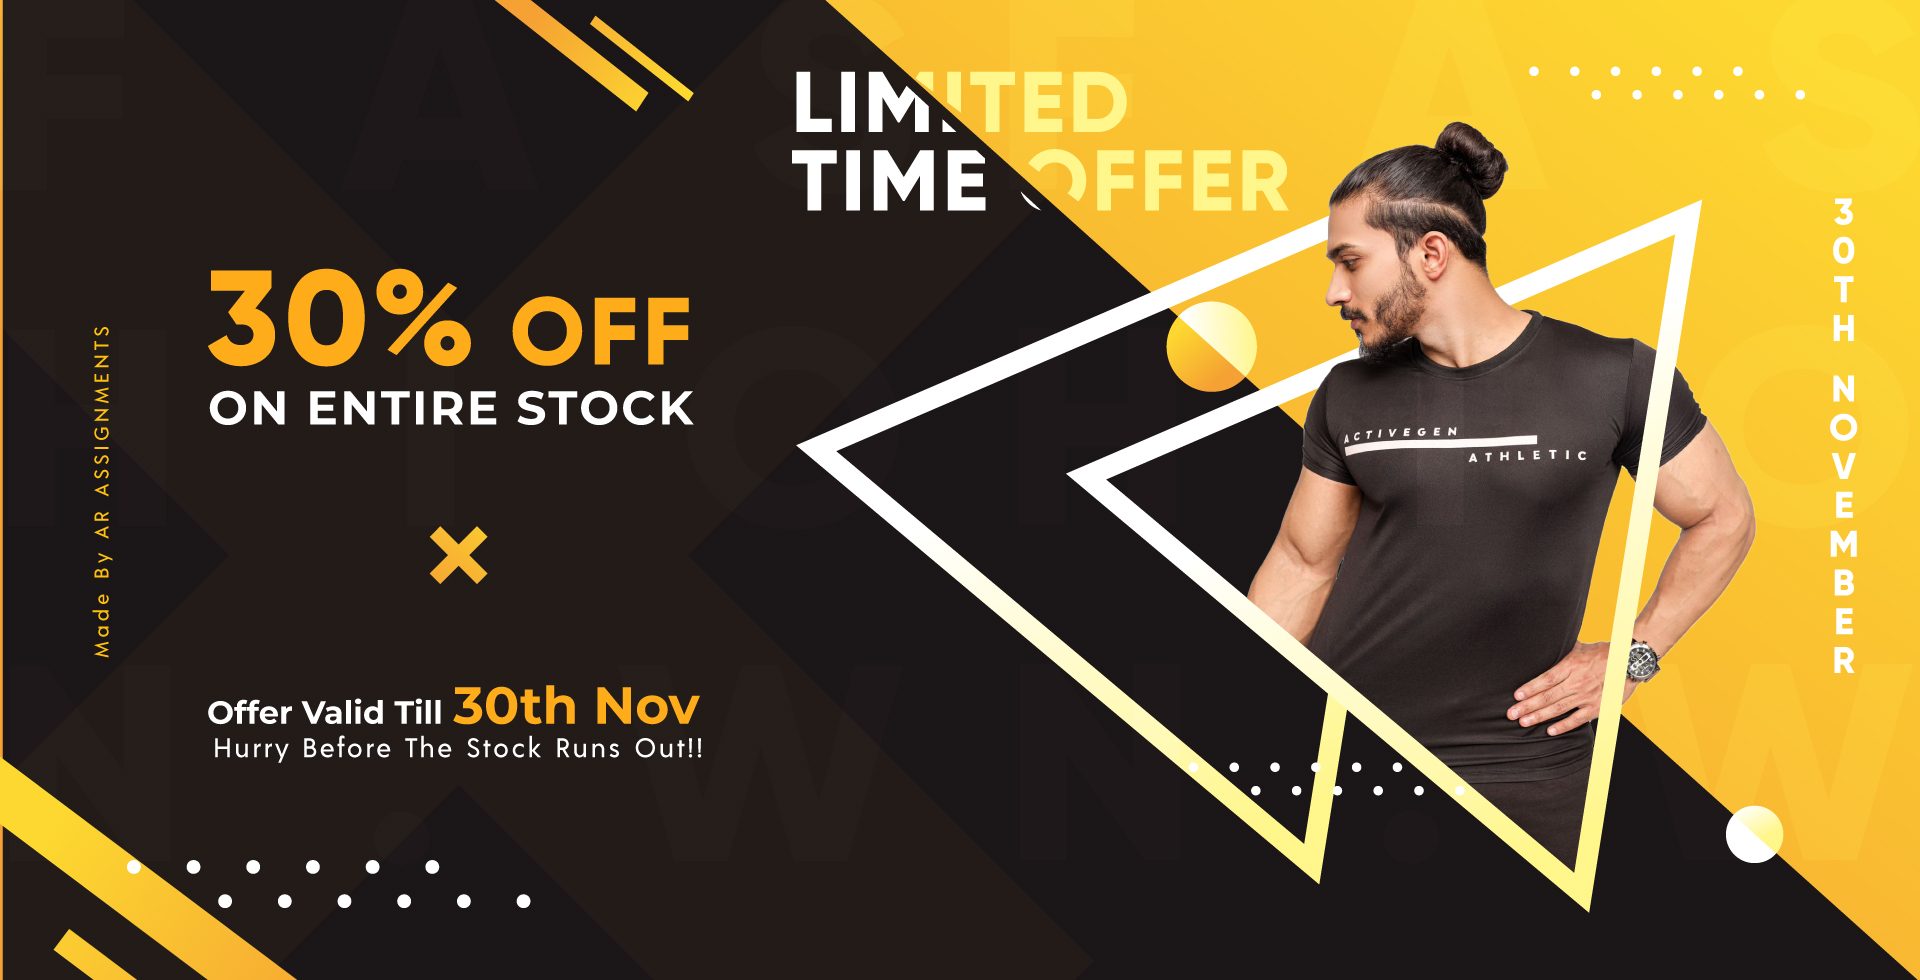 LIMITED
TIME OFFER
30% OFF
ON ENTIRE STOCK
Offer Valid Till 30th Nov
Hurry Before The Stock Runs Out!!
Made By AR ASSIGNMENTS
ACTIVEGEN
ATHLETIC
30TH NOVEMBER